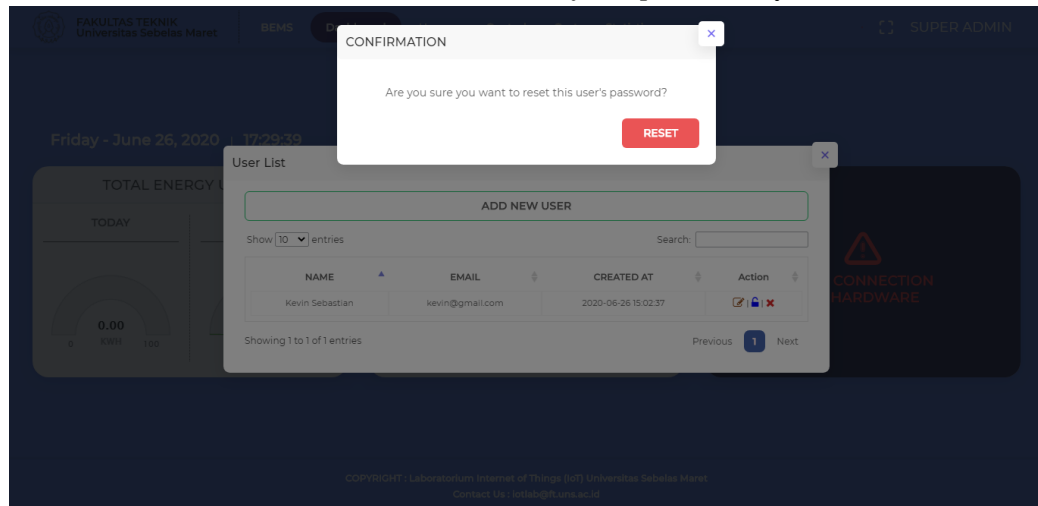 FAKULTAS TEKNIK
Universitas Sebelas Maret
BEMS
SUPER ADMIN
CONFIRMATION
×
Are you sure you want to reset this user's password?
RESET
Friday - June 26, 2020 | 17:29:39
User List
×
TOTAL ENERGY
TODAY
ADD NEW USER
Show 10 entries
Search:
NAME EMAIL CREATED AT Action
Kevin Sebastian kevin@gmail.com 2020-06-26 15:02:37 | |
CONNECTION
HARDWARE
0.00
0 KWH 100
Showing 1 to 1 of 1 entries
Previous 1 Next
COPYRIGHT : Laboratorium Internet of Things (IoT) Universitas Sebelas Maret
Contact Us : iotlab@ft.uns.ac.id